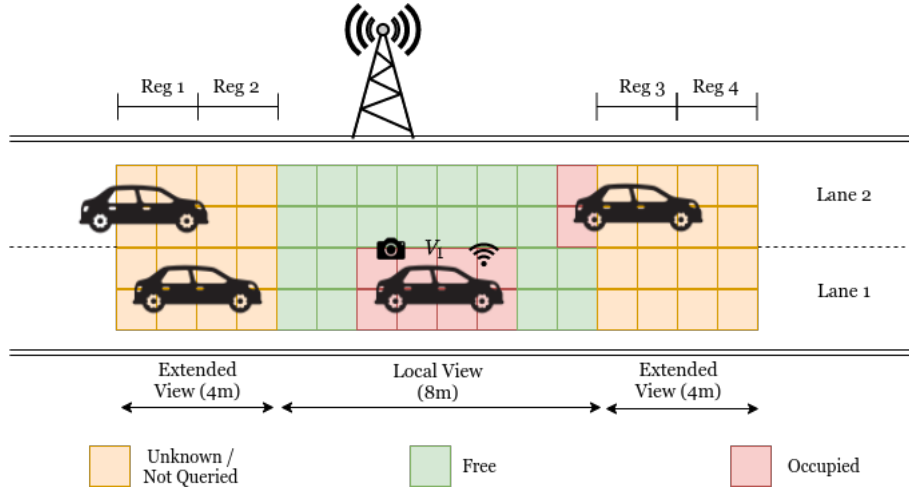 Reg 1
Reg 2
Reg 3
Reg 4
Lane 2
V1
Lane 1
Extended
View (4m)
Local View
(8m)
Extended
View (4m)
Unknown /
Not Queried
Free
Occupied